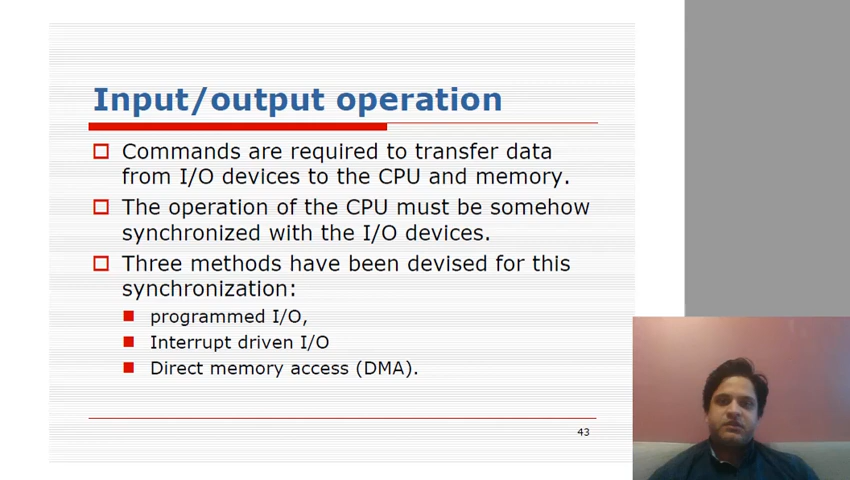 Input/output operation
Commands are required to transfer data
from I/O devices to the CPU and memory.
The operation of the CPU must be somehow
synchronized with the I/O devices.
Three methods have been devised for this
synchronization:
programmed I/O,
Interrupt driven I/O
Direct memory access (DMA).
43